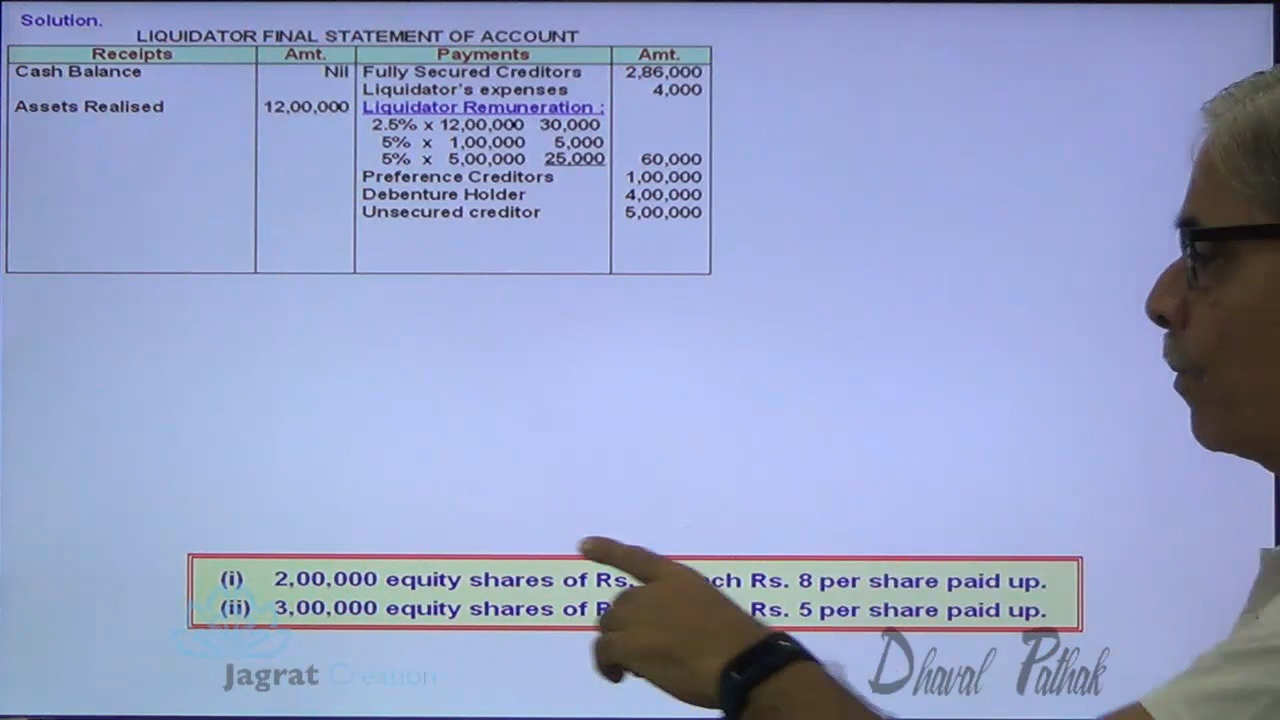 Solution.
LIQUIDATOR FINAL STATEMENT OF ACCOUNT
Receipts Amt. Payments Amt.
Cash Balance Nil Fully Secured Creditors 2,86,000
Liquidator's expenses 4,000
Assets Realised 12,00,000 Liquidator Remuneration :
2.5% x 12,00,000 30,000
5% x 1,00,000 5,000
5% x 5,00,000 25,000 60,000
Preference Creditors 1,00,000
Debenture Holder 4,00,000
Unsecured creditor 5,00,000
(i) 2,00,000 equity shares of Rs. Rs. 8 per share paid up.
(ii) 3,00,000 equity shares of Rs. 5 per share paid up.
Jagrat Creation
Dhaval Pathak